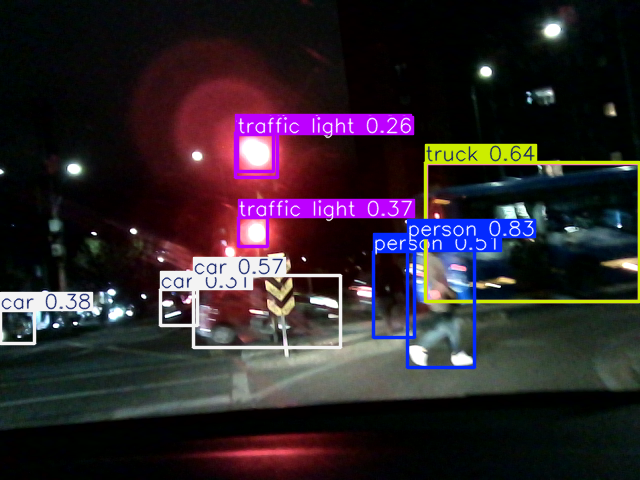 traffic light 0.26
truck 0.64
traffic light 0.37
person 0.83
person 0.51
car 0.57
car 0.51
car 0.38